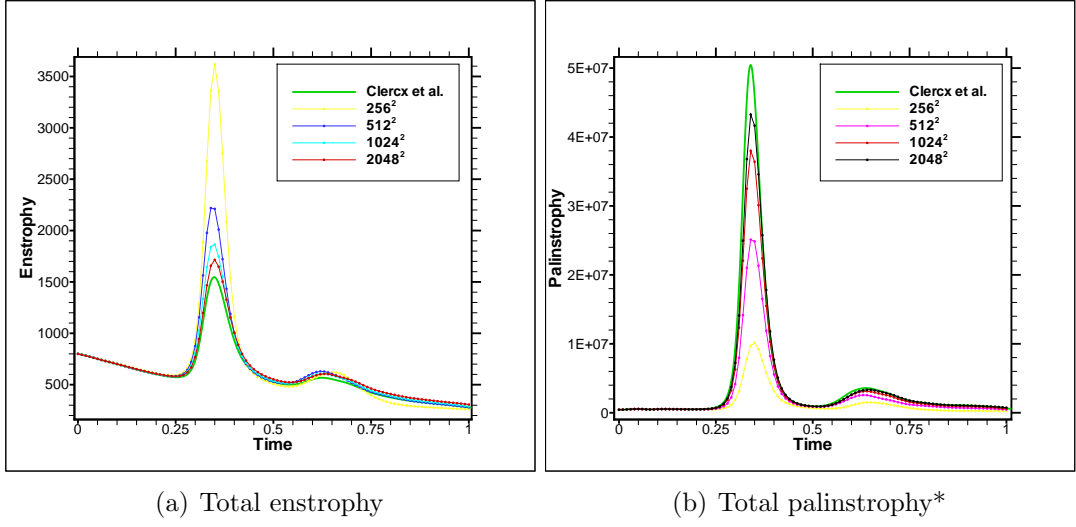 3500
3000
2500
2000
1500
1000
500
0
0.25
0.5
0.75
1
Enstrophy
Time
Clercx et al.
256²
512²
1024²
2048²
5E+07
4E+07
3E+07
2E+07
1E+07
0
0
0.25
0.5
0.75
1
Palinstrophy
Time
Clercx et al.
256²
512²
1024²
2048²
(a) Total enstrophy
(b) Total palinstrophy*